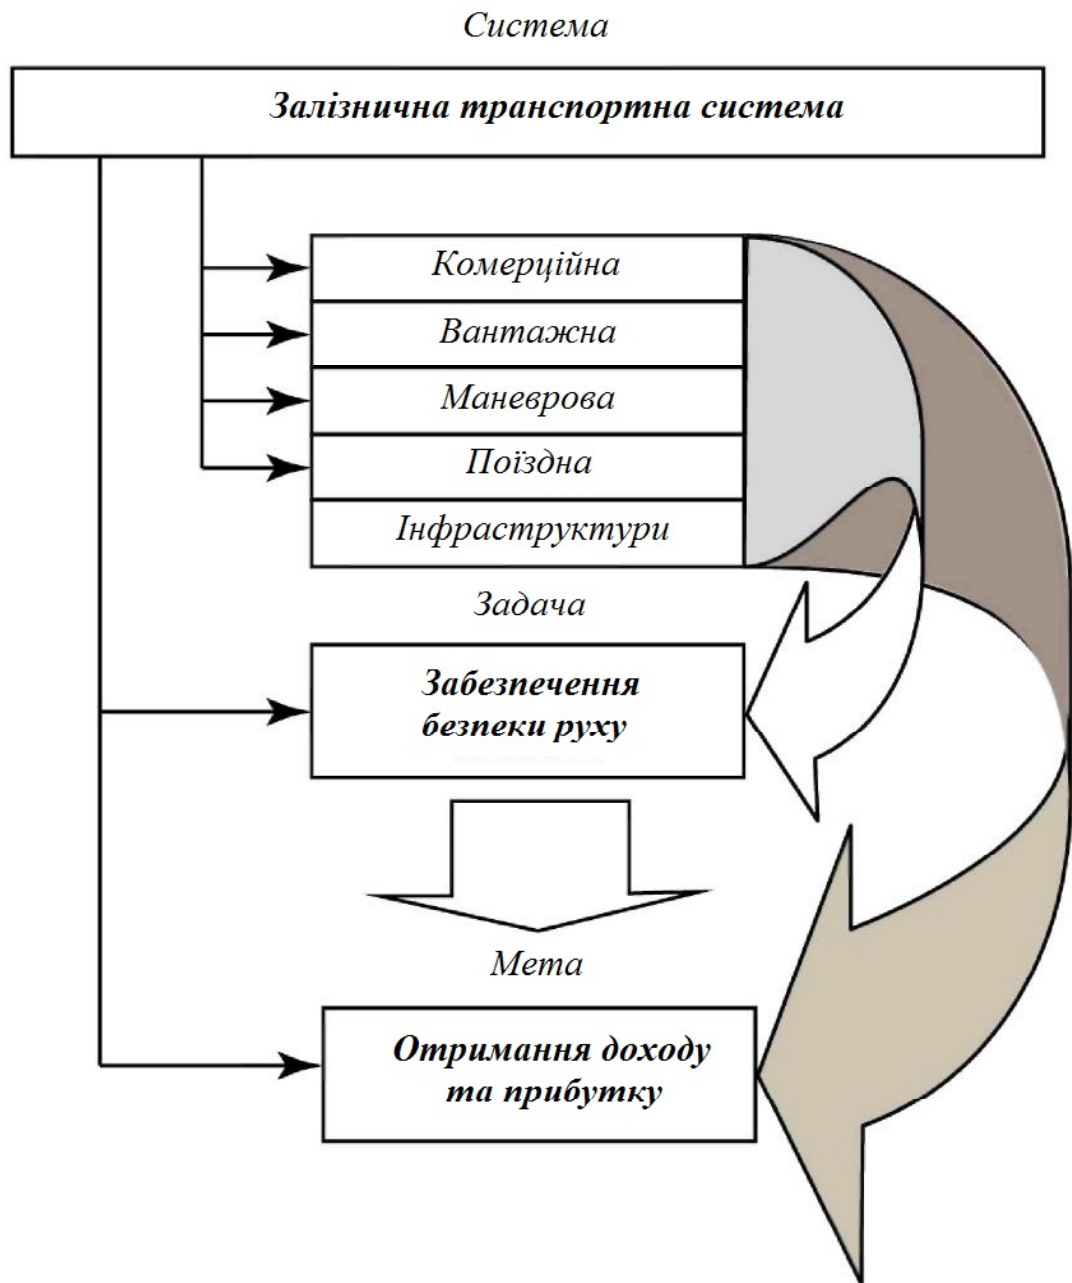 Система
Залізнична транспортна система
Комерційна
Вантажна
Маневрова
Поїздна
Інфраструктури
Задача
Забезпечення
безпеки руху
Мета
Отримання доходу
та прибутку